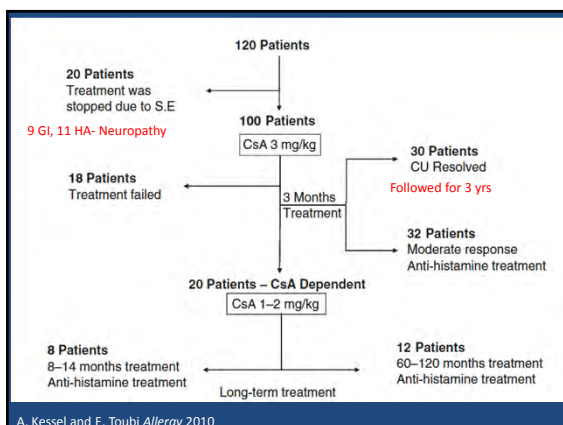 120 Patients
20 Patients
Treatment was
stopped due to S.E
9 GI, 11 HA- Neuropathy
100 Patients
CsA 3 mg/kg
30 Patients
CU Resolved
Followed for 3 yrs
18 Patients
Treatment failed
3 Months
Treatment
32 Patients
Moderate response
Anti-histamine treatment
20 Patients – CsA Dependent
CsA 1–2 mg/kg
8 Patients
8–14 months treatment
Anti-histamine treatment
12 Patients
60–120 months treatment
Anti-histamine treatment
Long-term treatment
A. Kessel and E. Toubi Allergy 2010